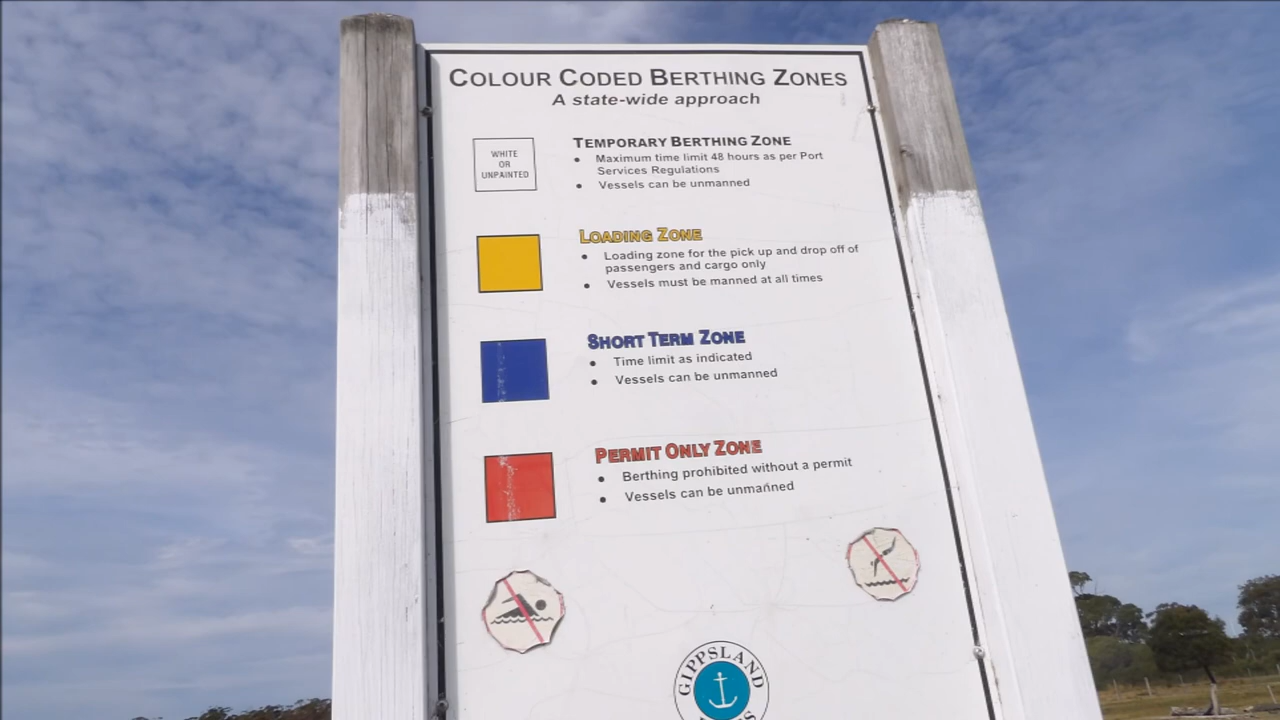 COLOUR CODED BERTHING ZONES
A state-wide approach
WHITE
OR
UNPAINTED
TEMPORARY BERTHING ZONE
• Maximum time limit 48 hours as per Port
Services Regulations
• Vessels can be unmanned
LOADING ZONE
• Loading zone for the pick up and drop off of
passengers and cargo only
• Vessels must be manned at all times
SHORT TERM ZONE
• Time limit as indicated
• Vessels can be unmanned
PERMIT ONLY ZONE
• Berthing prohibited without a permit
• Vessels can be unmanned
GIPPSLAND